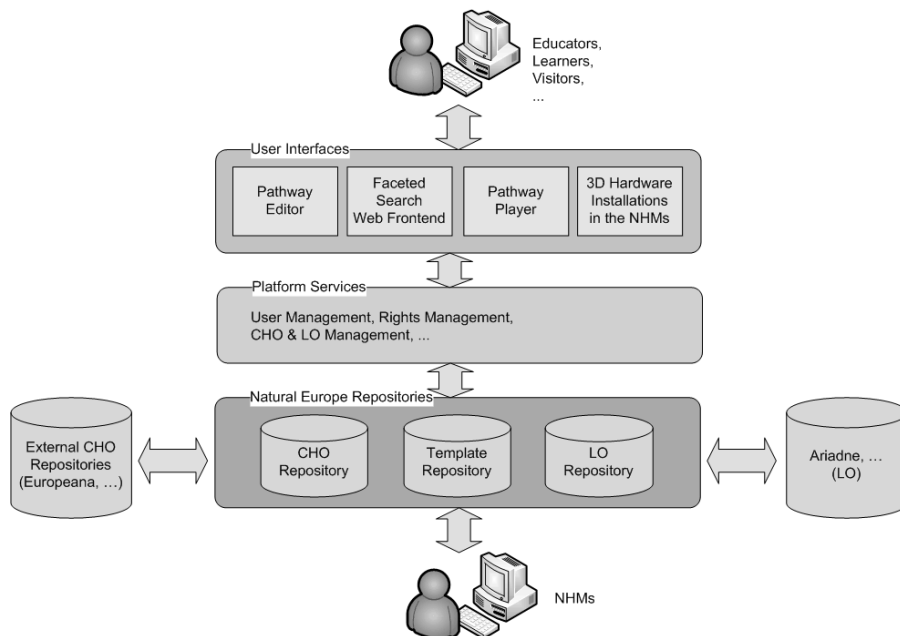 Educators,
Learners,
Visitors,
...
User Interfaces
Pathway
Editor
Faceted
Search
Web Frontend
Pathway
Player
3D Hardware
Installations
in the NHMs
Platform Services
User Management, Rights Management,
CHO & LO Management, ...
Natural Europe Repositories
External CHO
Repositories
(Europeana, …)
CHO
Repository
Template
Repository
LO
Repository
Ariadne, …
(LO)
NHMs